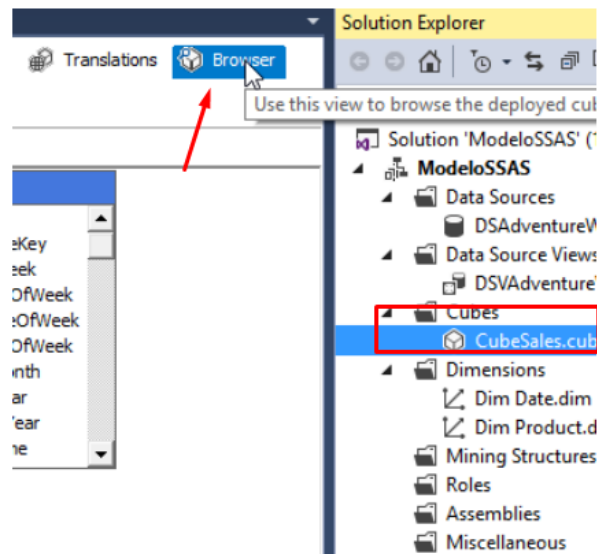 Solution Explorer
Translations
Browser
Use this view to browse the deployed cub
Solution 'ModeloSSAS' (
ModeloSSAS
Data Sources
DSAdventureW
Data Source Views
DSVAdventure
Cubes
CubeSales.cub
Dimensions
Dim Date.dim
Dim Product.d
Mining Structures
Roles
Assemblies
Miscellaneous
eKey
eek
OfWeek
eOfWeek
OfWeek
onth
ar
Year
ne